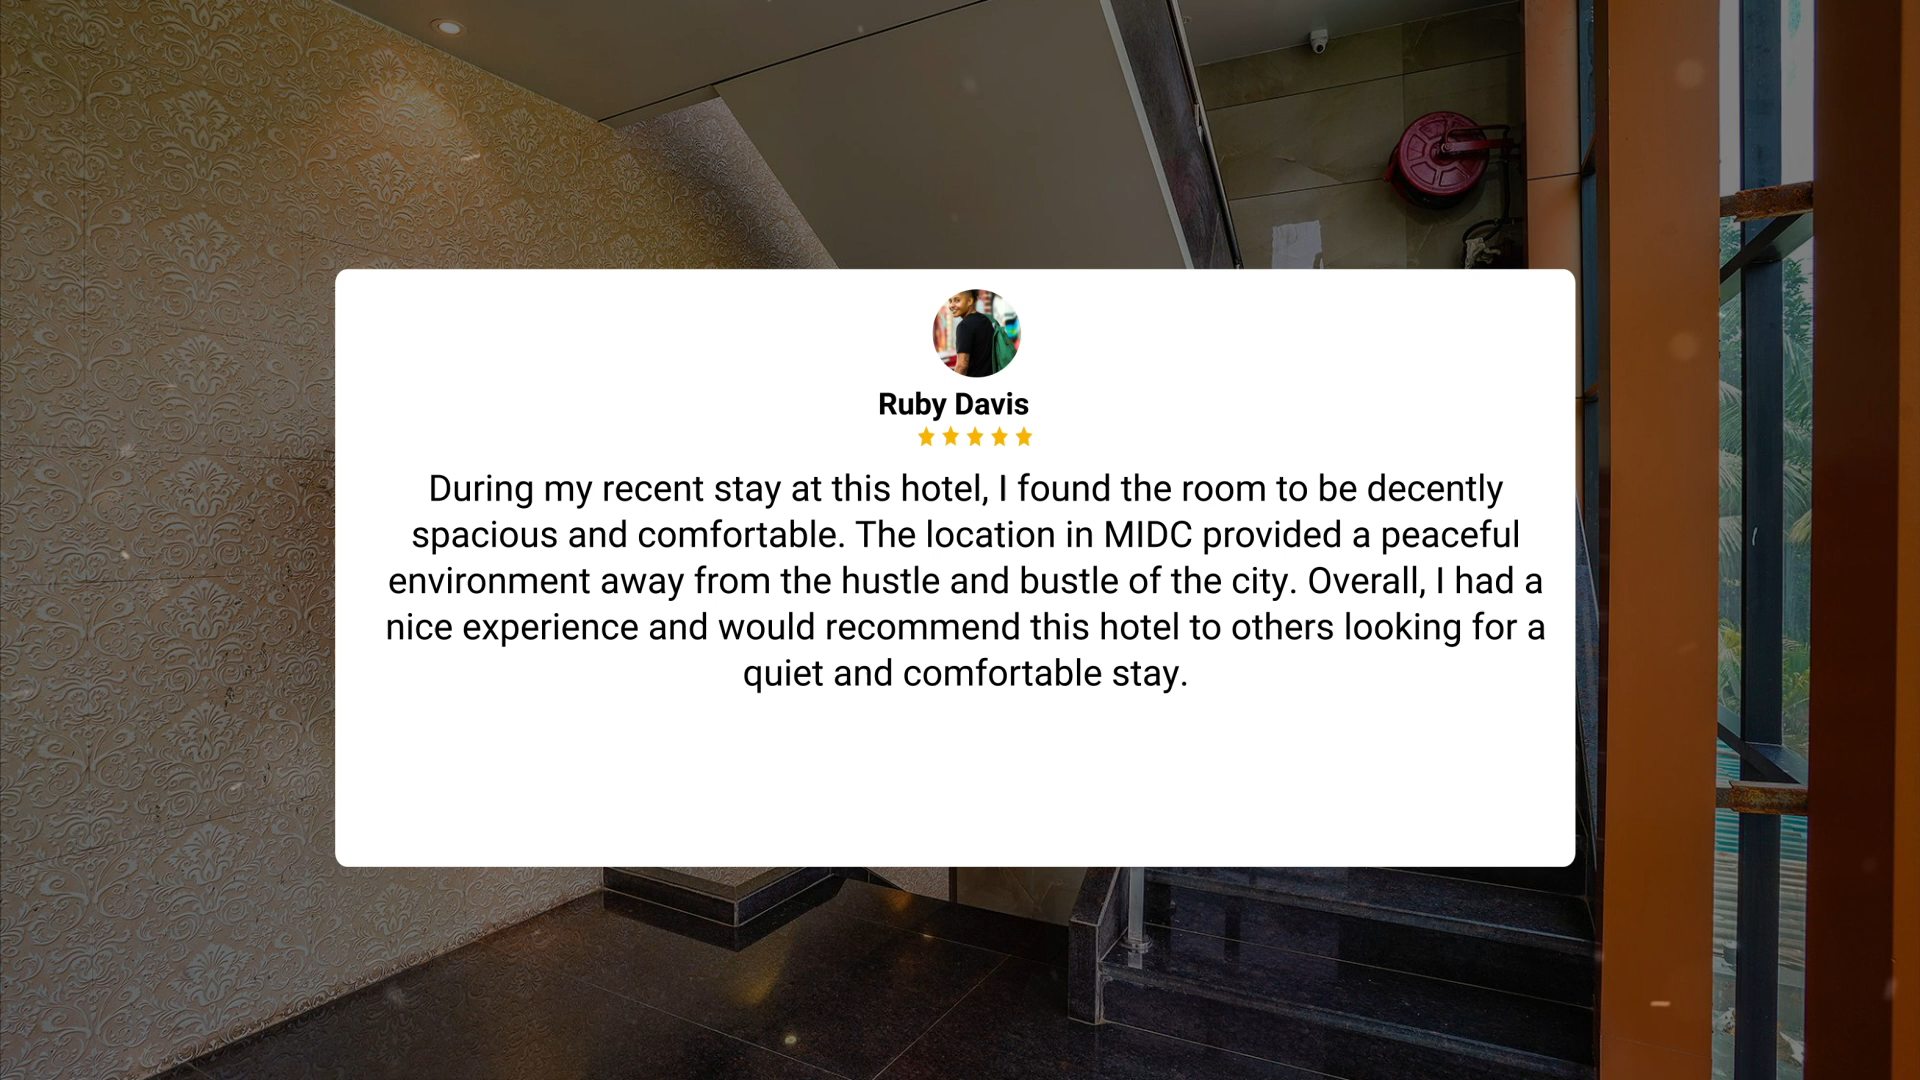 Ruby Davis
During my recent stay at this hotel, I found the room to be decently
spacious and comfortable. The location in MIDC provided a peaceful
environment away from the hustle and bustle of the city. Overall, I had a
nice experience and would recommend this hotel to others looking for a
quiet and comfortable stay.